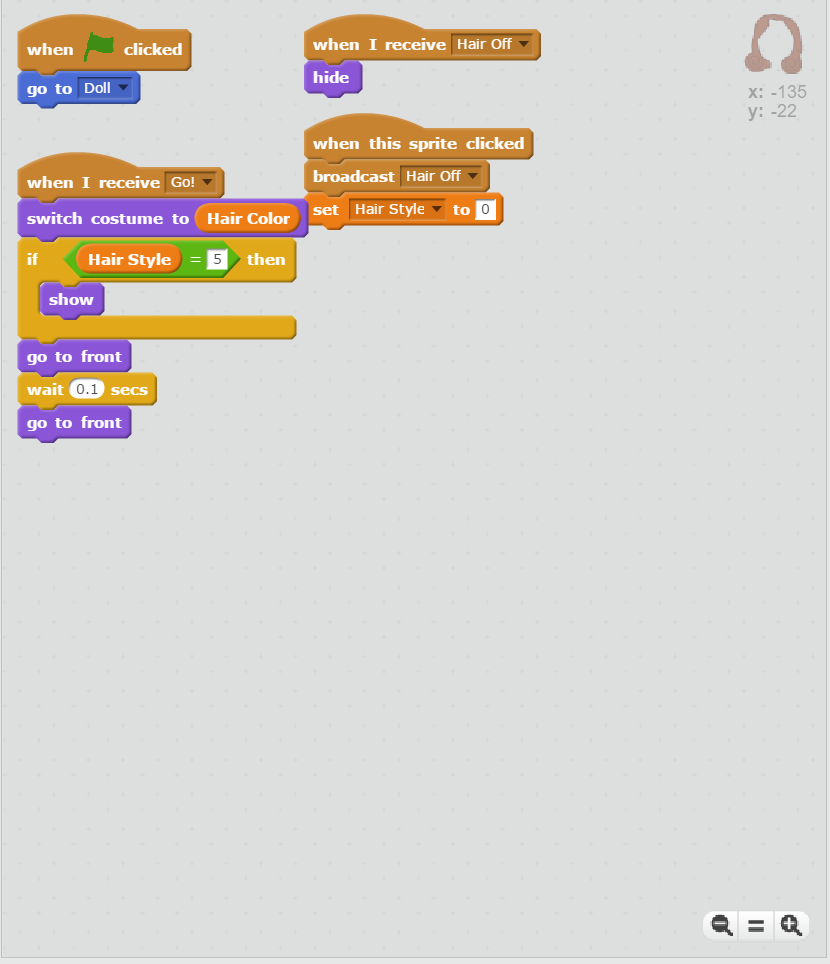 when clicked
go to Doll
when I receive Go!
switch costume to Hair Color
if Hair Style = 5 then
show
go to front
wait 0.1 secs
go to front
when I receive Hair Off
hide
when this sprite clicked
broadcast Hair Off
set Hair Style to 0
x: -135
y: -22